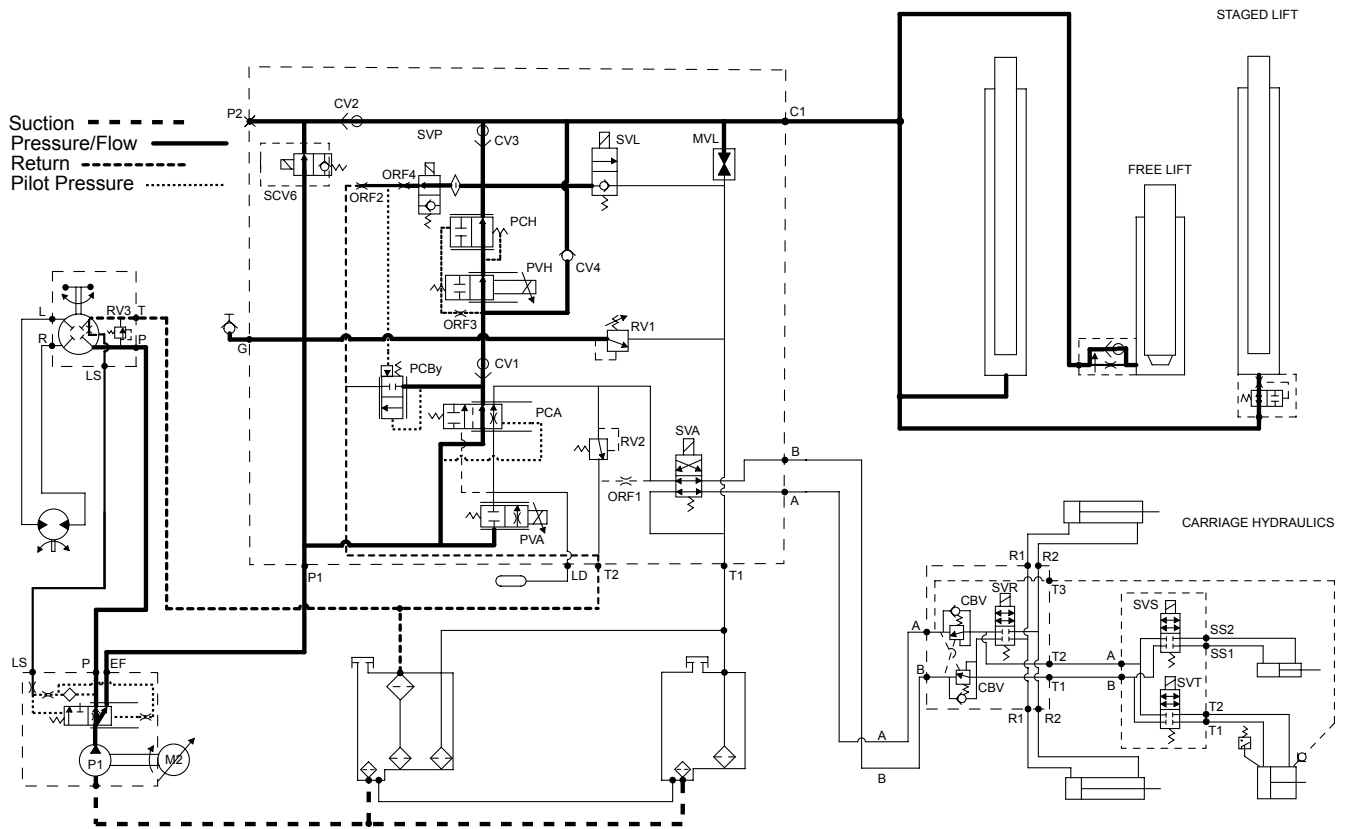 STAGED LIFT
P2
CV2
C1
Suction
Pressure/Flow
Return
Pilot Pressure
SVP
CV3
SVL
MVL
SCV6
ORF4
ORF2
FREE LIFT
PCH
PVH
CV4
ORF3
L
RV3
T
R
P
LS
G
RV1
PCBy
CV1
PCA
RV2
SVA
B
ORF1
A
PVA
CARRIAGE HYDRAULICS
P1
LD
T2
T1
R1
R2
T3
CBV
SVR
SVS
A
SS2
SS1
T2
A
B
CBV
T1
B
SVT
R1
R2
T2
T1
LS
P
EF
P1
M2
A
B